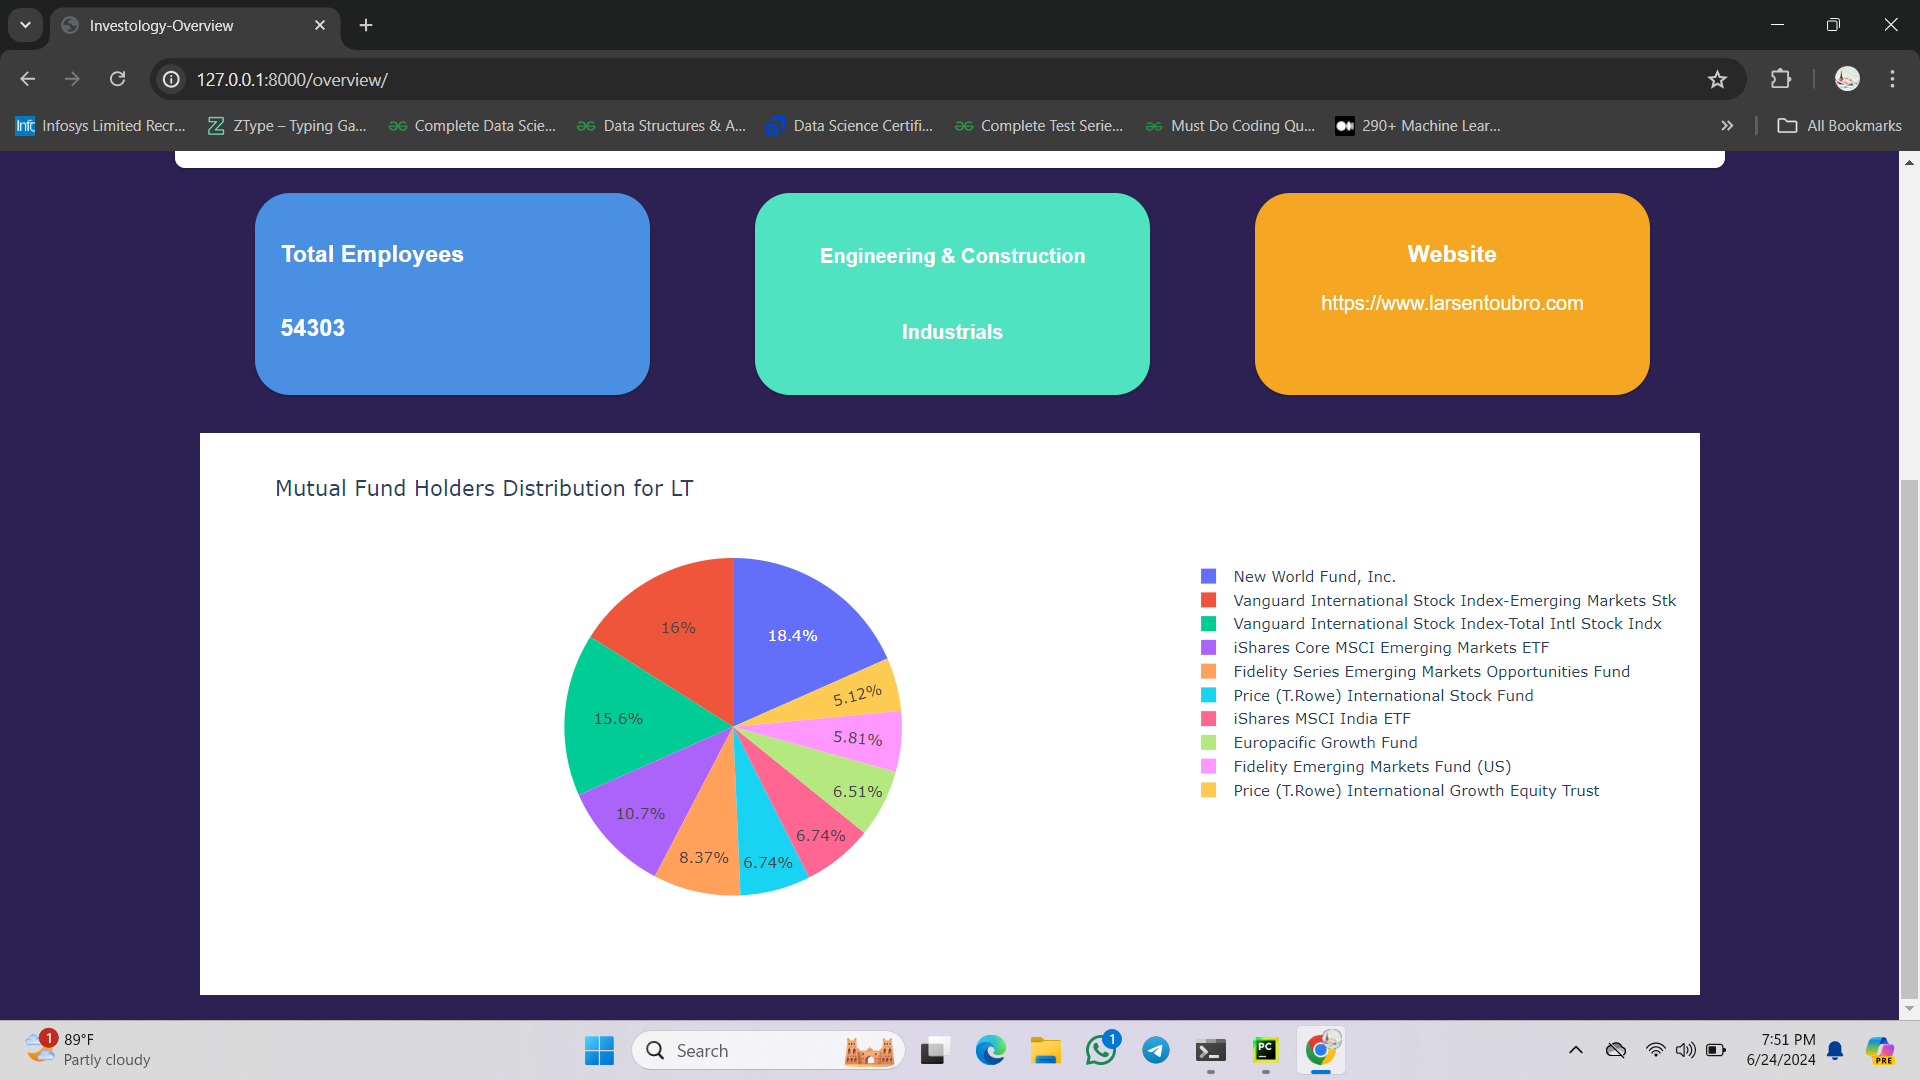 Investology-Overview
127.0.0.1:8000/overview/
Infosys Limited Recr...
ZType – Typing Ga...
Complete Data Scie...
Data Structures & A...
Data Science Certifi...
Complete Test Serie...
Must Do Coding Qu...
290+ Machine Lear...
All Bookmarks
Total Employees
54303
Engineering & Construction
Industrials
Website
https://www.larsentoubro.com
Mutual Fund Holders Distribution for LT
18.4%
16%
15.6%
10.7%
8.37%
6.74%
6.74%
6.51%
5.81%
5.12%
New World Fund, Inc.
Vanguard International Stock Index-Emerging Markets Stk
Vanguard International Stock Index-Total Intl Stock Indx
iShares Core MSCI Emerging Markets ETF
Fidelity Series Emerging Markets Opportunities Fund
Price (T.Rowe) International Stock Fund
iShares MSCI India ETF
Europacific Growth Fund
Fidelity Emerging Markets Fund (US)
Price (T.Rowe) International Growth Equity Trust
1
89°F
Partly cloudy
Search
1
PC
7:51 PM
6/24/2024
PRE